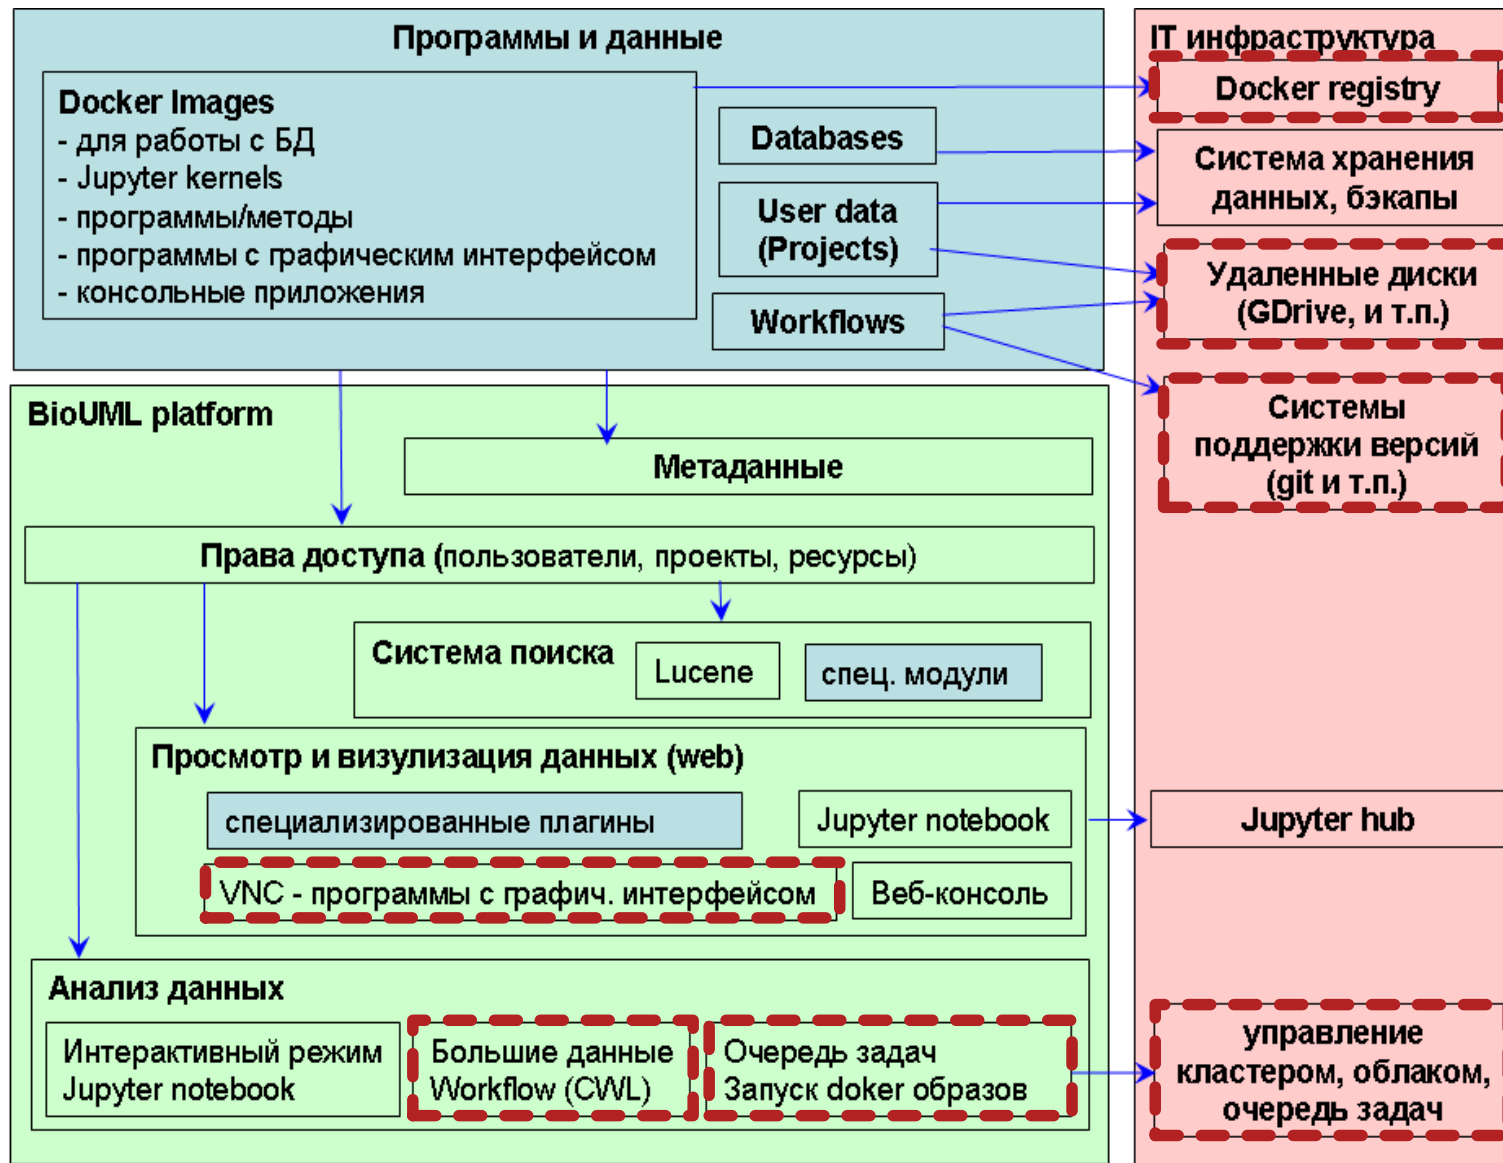 Программы и данные
Docker Images
- для работы с БД
- Jupyter kernels
- программы/методы
- программы с графическим интерфейсом
- консольные приложения
Databases
User data
(Projects)
Workflows
IT инфраструктура
Docker registry
Система хранения
данных, бэкапы
Удаленные диски
(GDrive, и т.п.)
Системы
поддержки версий
(git и т.п.)
BioUML platform
Метаданные
Права доступа (пользователи, проекты, ресурсы)
Система поиска
Lucene
спец. модули
Просмотр и визулизация данных (web)
специализированные плагины
Jupyter notebook
VNC - программы с графич. интерфейсом
Веб-консоль
Jupyter hub
Анализ данных
Интерактивный режим
Jupyter notebook
Большие данные
Workflow (CWL)
Очередь задач
Запуск doker образов
управление
кластером, облаком,
очередь задач